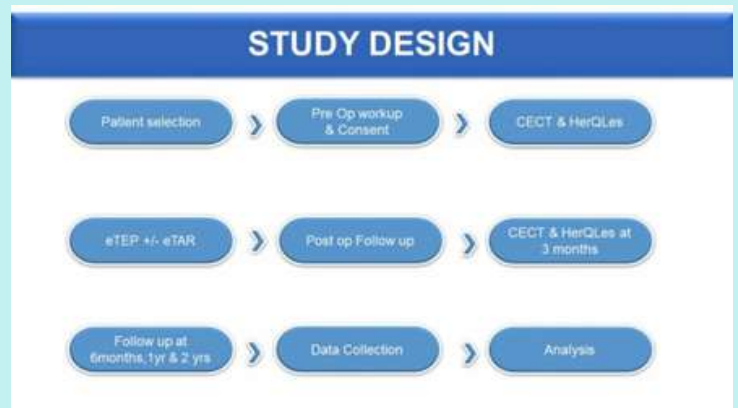 STUDY DESIGN
Patient selection
Pre Op workup
& Consent
CECT & HerQLes
eTEP +/- eTAR
Post op Follow up
CECT & HerQLes at
3 months
Follow up at
6months,1yr & 2 yrs
Data Collection
Analysis